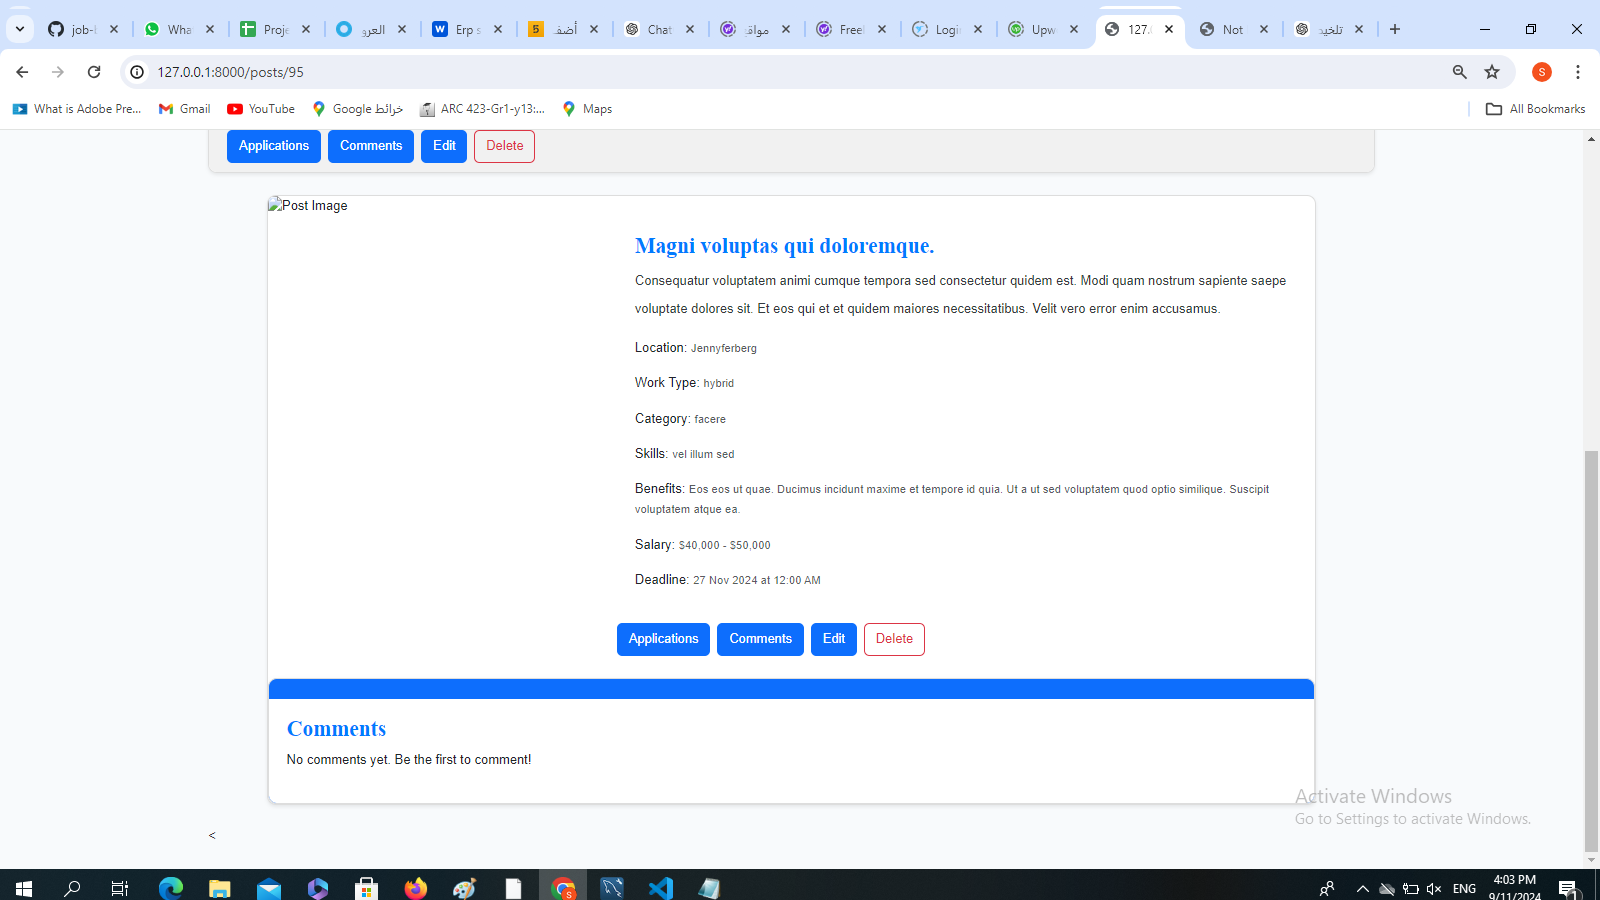 job-b
Wha
Proje
العرو
Erp s
أضف
Chat
مواقع
Free
Logi
Upw
127.0
Not
تلخيص
127.0.0.1:8000/posts/95
What is Adobe Pre...
Gmail
YouTube
Google خرائط
ARC 423-Gr1-y13:...
Maps
All Bookmarks
Applications
Comments
Edit
Delete
Post Image
Magni voluptas qui doloremque.
Consequatur voluptatem animi cumque tempora sed consectetur quidem est. Modi quam nostrum sapiente saepe
voluptate dolores sit. Et eos qui et et quidem maiores necessitatibus. Velit vero error enim accusamus.
Location: Jennyferberg
Work Type: hybrid
Category: facere
Skills: vel illum sed
Benefits: Eos eos ut quae. Ducimus incidunt maxime et tempore id quia. Ut a ut sed voluptatem quod optio similique. Suscipit
voluptatem atque ea.
Salary: $40,000 - $50,000
Deadline: 27 Nov 2024 at 12:00 AM
Applications
Comments
Edit
Delete
Comments
No comments yet. Be the first to comment!
Activate Windows
Go to Settings to activate Windows.
<
ENG
4:03 PM
9/11/2024